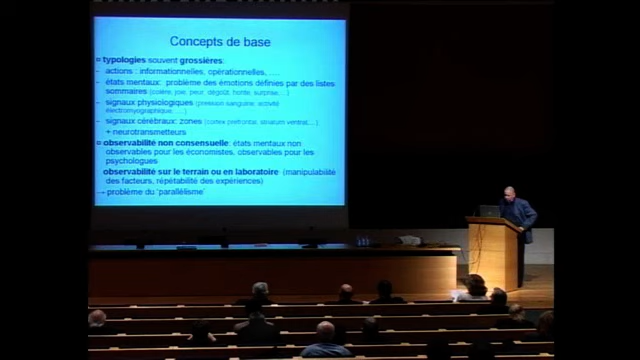 Concepts de base
typologies souvent grossières:
- actions : informationnelles, opérationnelles, ….
- états mentaux: problème des émotions définies par des listes
sommaires (colère, joie, peur, dégoût, honte, surprise,…)
- signaux physiologiques (pression sanguine, activité
électromyographique, …)
- signaux cérébraux: zones (cortex préfrontal, striatum ventral,…)
+ neurotransmetteurs
observabilité non consensuelle: états mentaux non
observables pour les économistes, observables pour les
psychologues
observabilité sur le terrain ou en laboratoire (manipulabilité
des facteurs, répétabilité des expériences)
→ problème du 'parallélisme'